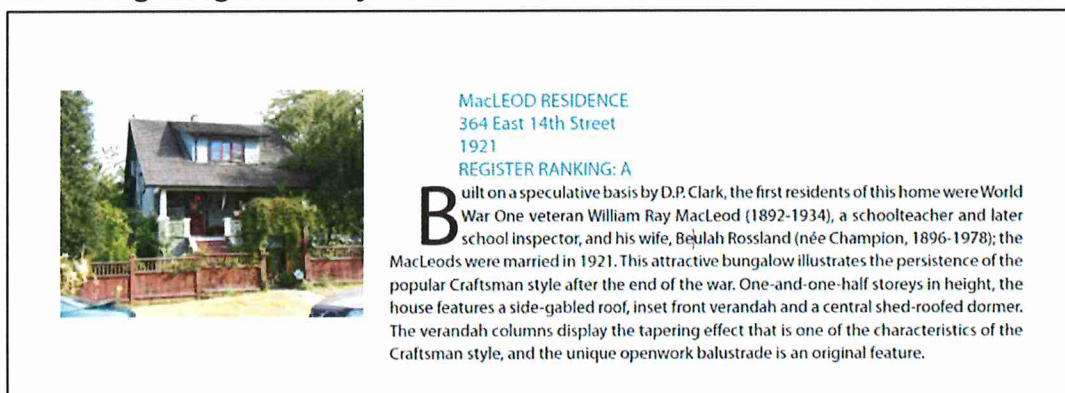 MacLEOD RESIDENCE
364 East 14th Street
1921
REGISTER RANKING: A
Built on a speculative basis by D.P. Clark, the first residents of this home were World
War One veteran William Ray MacLeod (1892-1934), a schoolteacher and later
school inspector, and his wife, Beulah Rossland (née Champion, 1896-1978); the
MacLeods were married in 1921. This attractive bungalow illustrates the persistence of the
popular Craftsman style after the end of the war. One-and-one-half storeys in height, the
house features a side-gabled roof, inset front verandah and a central shed-roofed dormer.
The verandah columns display the tapering effect that is one of the characteristics of the
Craftsman style, and the unique openwork balustrade is an original feature.